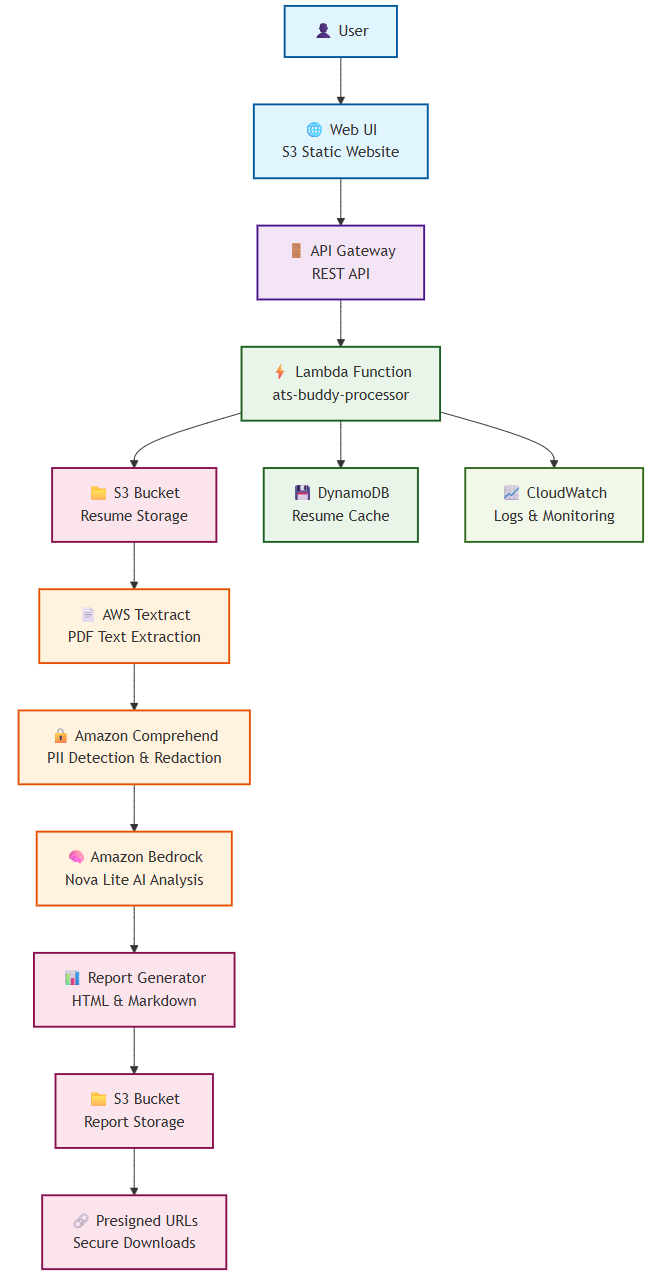 User
Web UI
S3 Static Website
API Gateway
REST API
Lambda Function
ats-buddy-processor
S3 Bucket
Resume Storage
DynamoDB
Resume Cache
CloudWatch
Logs & Monitoring
AWS Textract
PDF Text Extraction
Amazon Comprehend
PII Detection & Redaction
Amazon Bedrock
Nova Lite AI Analysis
Report Generator
HTML & Markdown
S3 Bucket
Report Storage
Presigned URLs
Secure Downloads